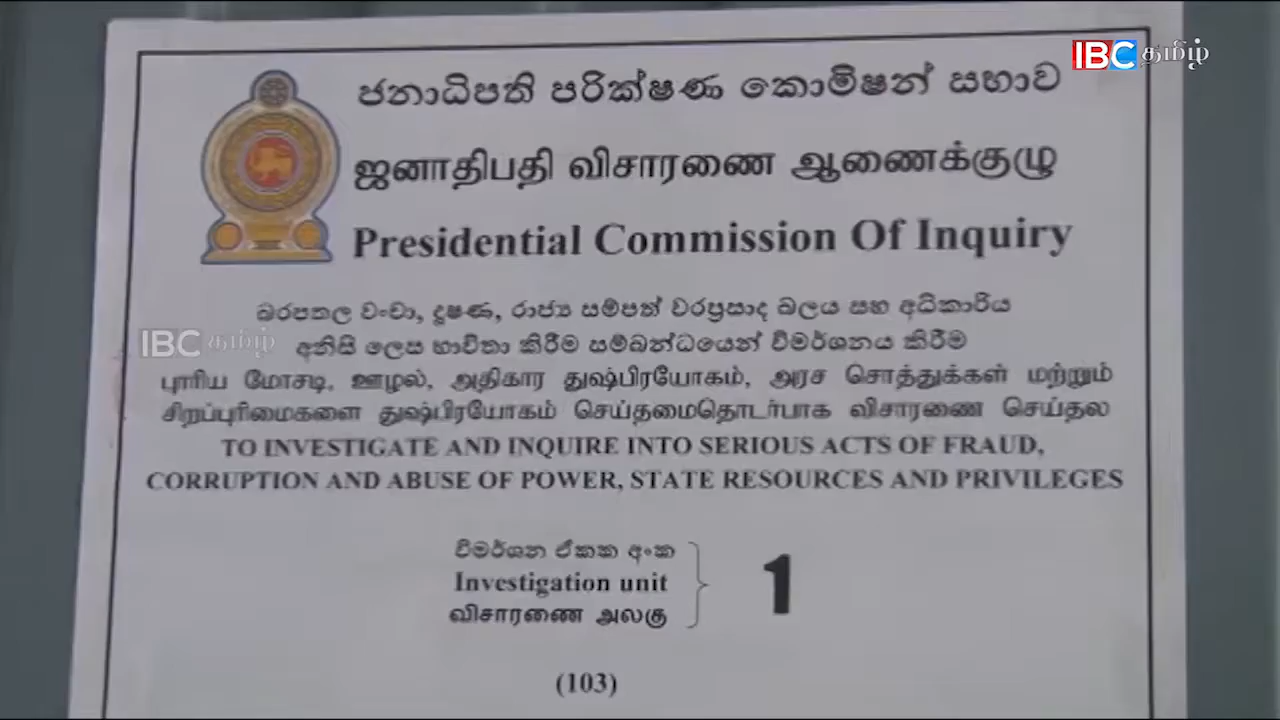 IBC தமிழ்
ජනාධිපති පරික්ෂණ කොමිෂන් සභාව
ஜனாதிபதி விசாரணை ஆணைக்குழு
Presidential Commission Of Inquiry
බරපතල වංචා, දූෂණ, රාජ්‍ය සම්පත් වරප්‍රසාද බලය සහ අධිකාරිය
IBC தமிழ்
අනිසි ලෙස භාවිතා කිරීම සම්බන්ධයෙන් විමර්ශනය කිරීම
பாரிய மோசடி, ஊழல், அதிகார துஷ்பிரயோகம், அரச சொத்துக்கள் மற்றும்
சிறப்புரிமைகளை துஷ்பிரயோகம் செய்தமைதொடர்பாக விசாரணை செய்தல
TO INVESTIGATE AND INQUIRE INTO SERIOUS ACTS OF FRAUD,
CORRUPTION AND ABUSE OF POWER, STATE RESOURCES AND PRIVILEGES
විමර්ශන ඒකක අංක
Investigation unit
விசாரணை அலகு
1
(103)